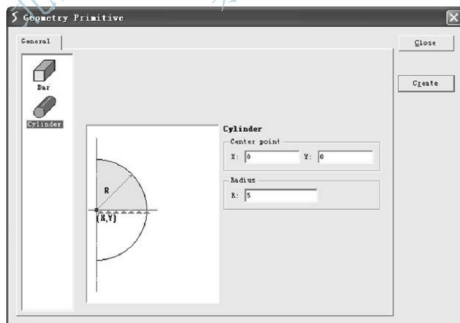 Geometry Primitive
General
Close
Create
Bar
Cylinder
Cylinder
Center point
X: 0
Y: 0
Radius
R: 5
R
(X,Y)